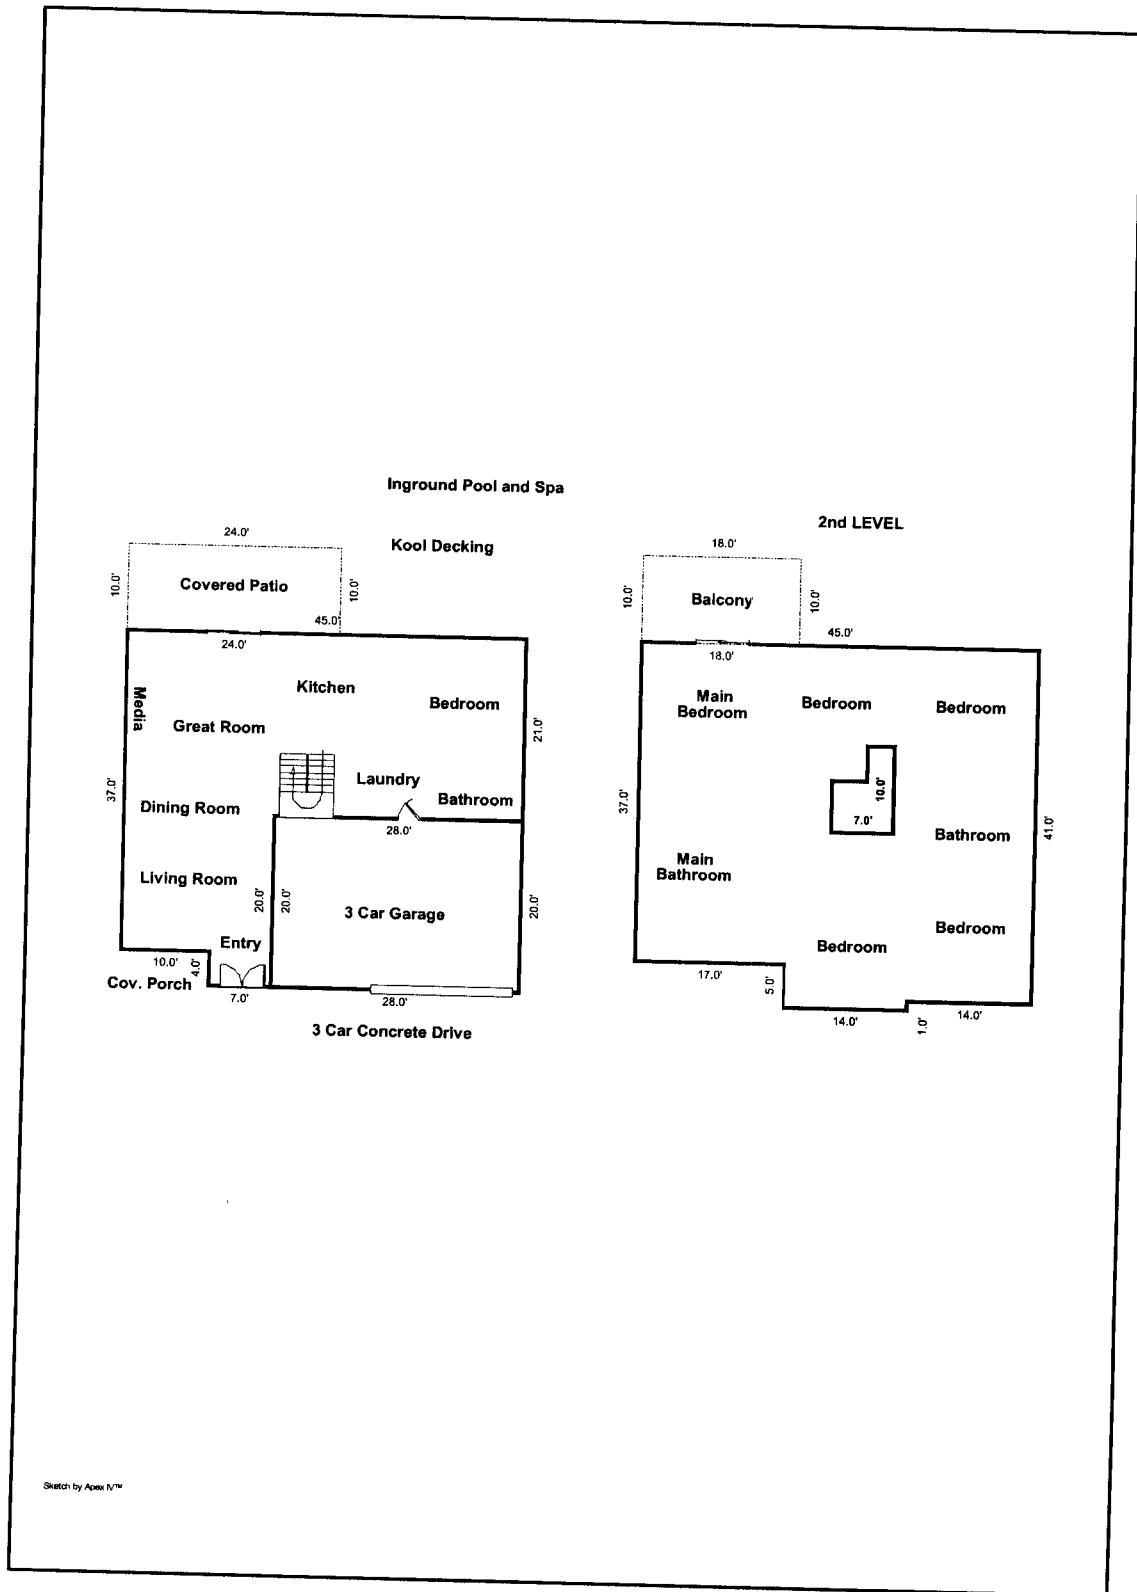 Inground Pool and Spa
Kool Decking
24.0'
10.0'
Covered Patio
10.0'
45.0'
24.0'
Kitchen
Media
Bedroom
Great Room
21.0'
Laundry
37.0'
Dining Room
Bathroom
28.0'
Living Room
20.0'
20.0'
3 Car Garage
20.0'
Entry
10.0'
4.0'
Cov. Porch
7.0'
28.0'
3 Car Concrete Drive
2nd LEVEL
18.0'
10.0'
Balcony
10.0'
45.0'
18.0'
Main
Bedroom
Bedroom
Bedroom
10.0'
37.0'
7.0'
Bathroom
41.0'
Main
Bathroom
Bedroom
Bedroom
17.0'
5.0'
14.0'
1.0'
14.0'
Sketch by Apex IV™